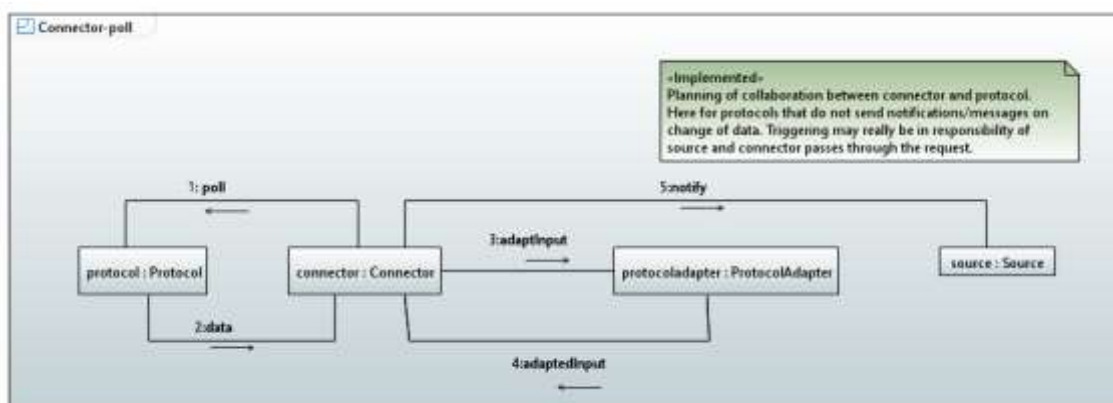 Connector-poll
«Implemented»
Planning of collaboration between connector and protocol.
Here for protocols that do not send notifications/messages on
change of data. Triggering may really be in responsibility of
source and connector passes through the request.
1: poll
5:notify
3:adaptInput
protocol : Protocol
connector : Connector
protocoladapter : ProtocolAdapter
source : Source
2:data
4:adaptedInput